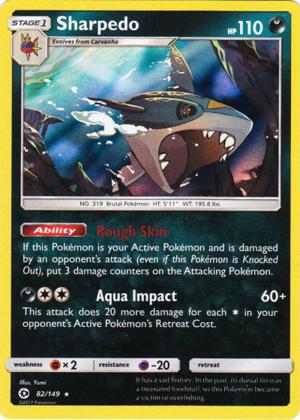 STAGE 1 Sharpedo HP 110
Evolves from Carvanha
NO. 319 Brutal Pokémon HT: 5'11" WT: 195.8 lbs.
Ability Rough Skin
If this Pokémon is your Active Pokémon and is damaged
by an opponent's attack (even if this Pokémon is Knocked
Out), put 3 damage counters on the Attacking Pokémon.
Aqua Impact 60+
This attack does 20 more damage for each in your
opponent's Active Pokémon's Retreat Cost.
weakness × 2 resistance -20 retreat
Illus. Yumi
82/149
©2017 Pokémon
It has a sad history. In the past, its dorsal fin was
a treasured foodstuff, so this Pokémon became
a victim of overfishing.